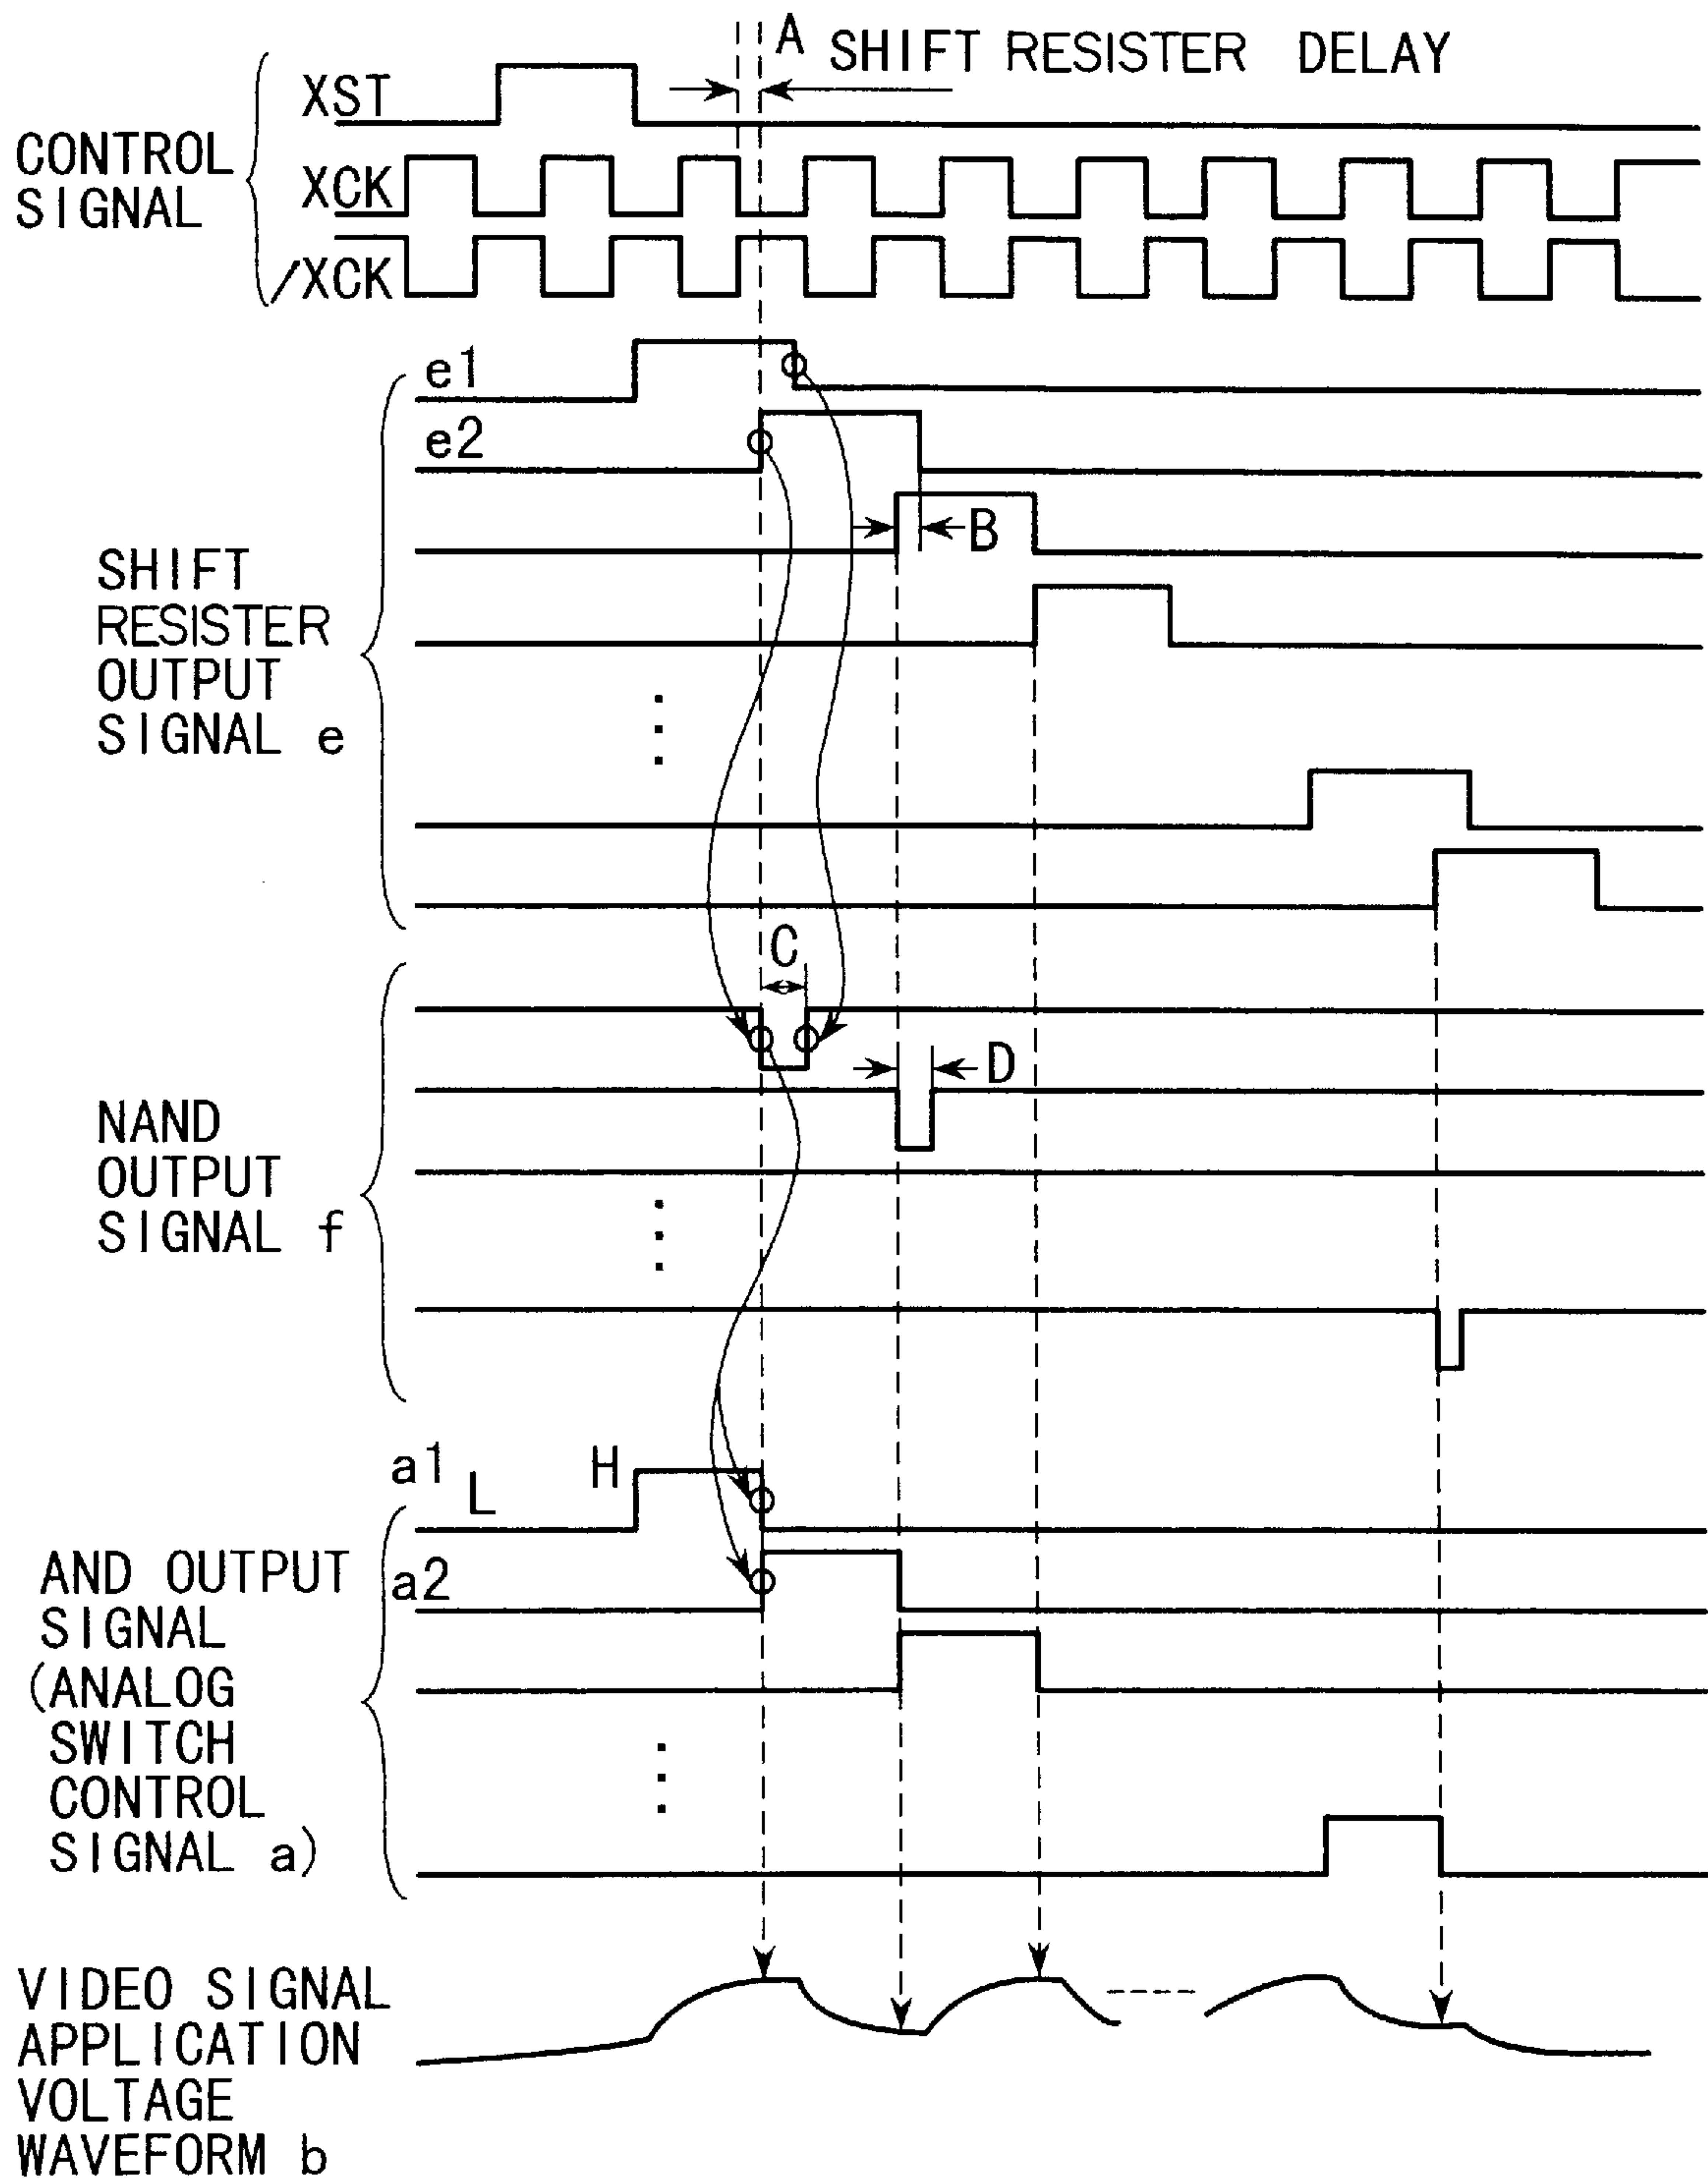 A SHIFT RESISTER DELAY
XST
CONTROL
SIGNAL
XCK
/XCK
e1
e2
B
SHIFT
RESISTER
OUTPUT
SIGNAL e
C
D
NAND
OUTPUT
SIGNAL f
a1 L H
AND OUTPUT
SIGNAL
(ANALOG
SWITCH
CONTROL
SIGNAL a)
a2
VIDEO SIGNAL
APPLICATION
VOLTAGE
WAVEFORM b